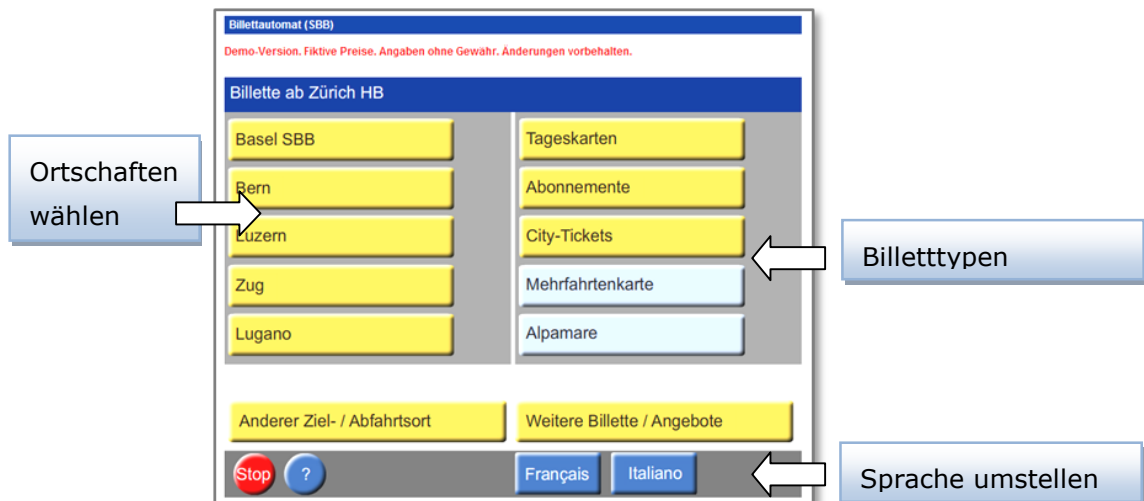 Billettautomat (SBB)
Demo-Version. Fiktive Preise. Angaben ohne Gewähr. Änderungen vorbehalten.
Billette ab Zürich HB
Basel SBB
Bern
Luzern
Zug
Lugano
Tageskarten
Abonnemente
City-Tickets
Mehrfahrtenkarte
Alpamare
Anderer Ziel- / Abfahrtsort
Weitere Billette / Angebote
Stop
?
Français
Italiano
Ortschaften
wählen
Billetttypen
Sprache umstellen